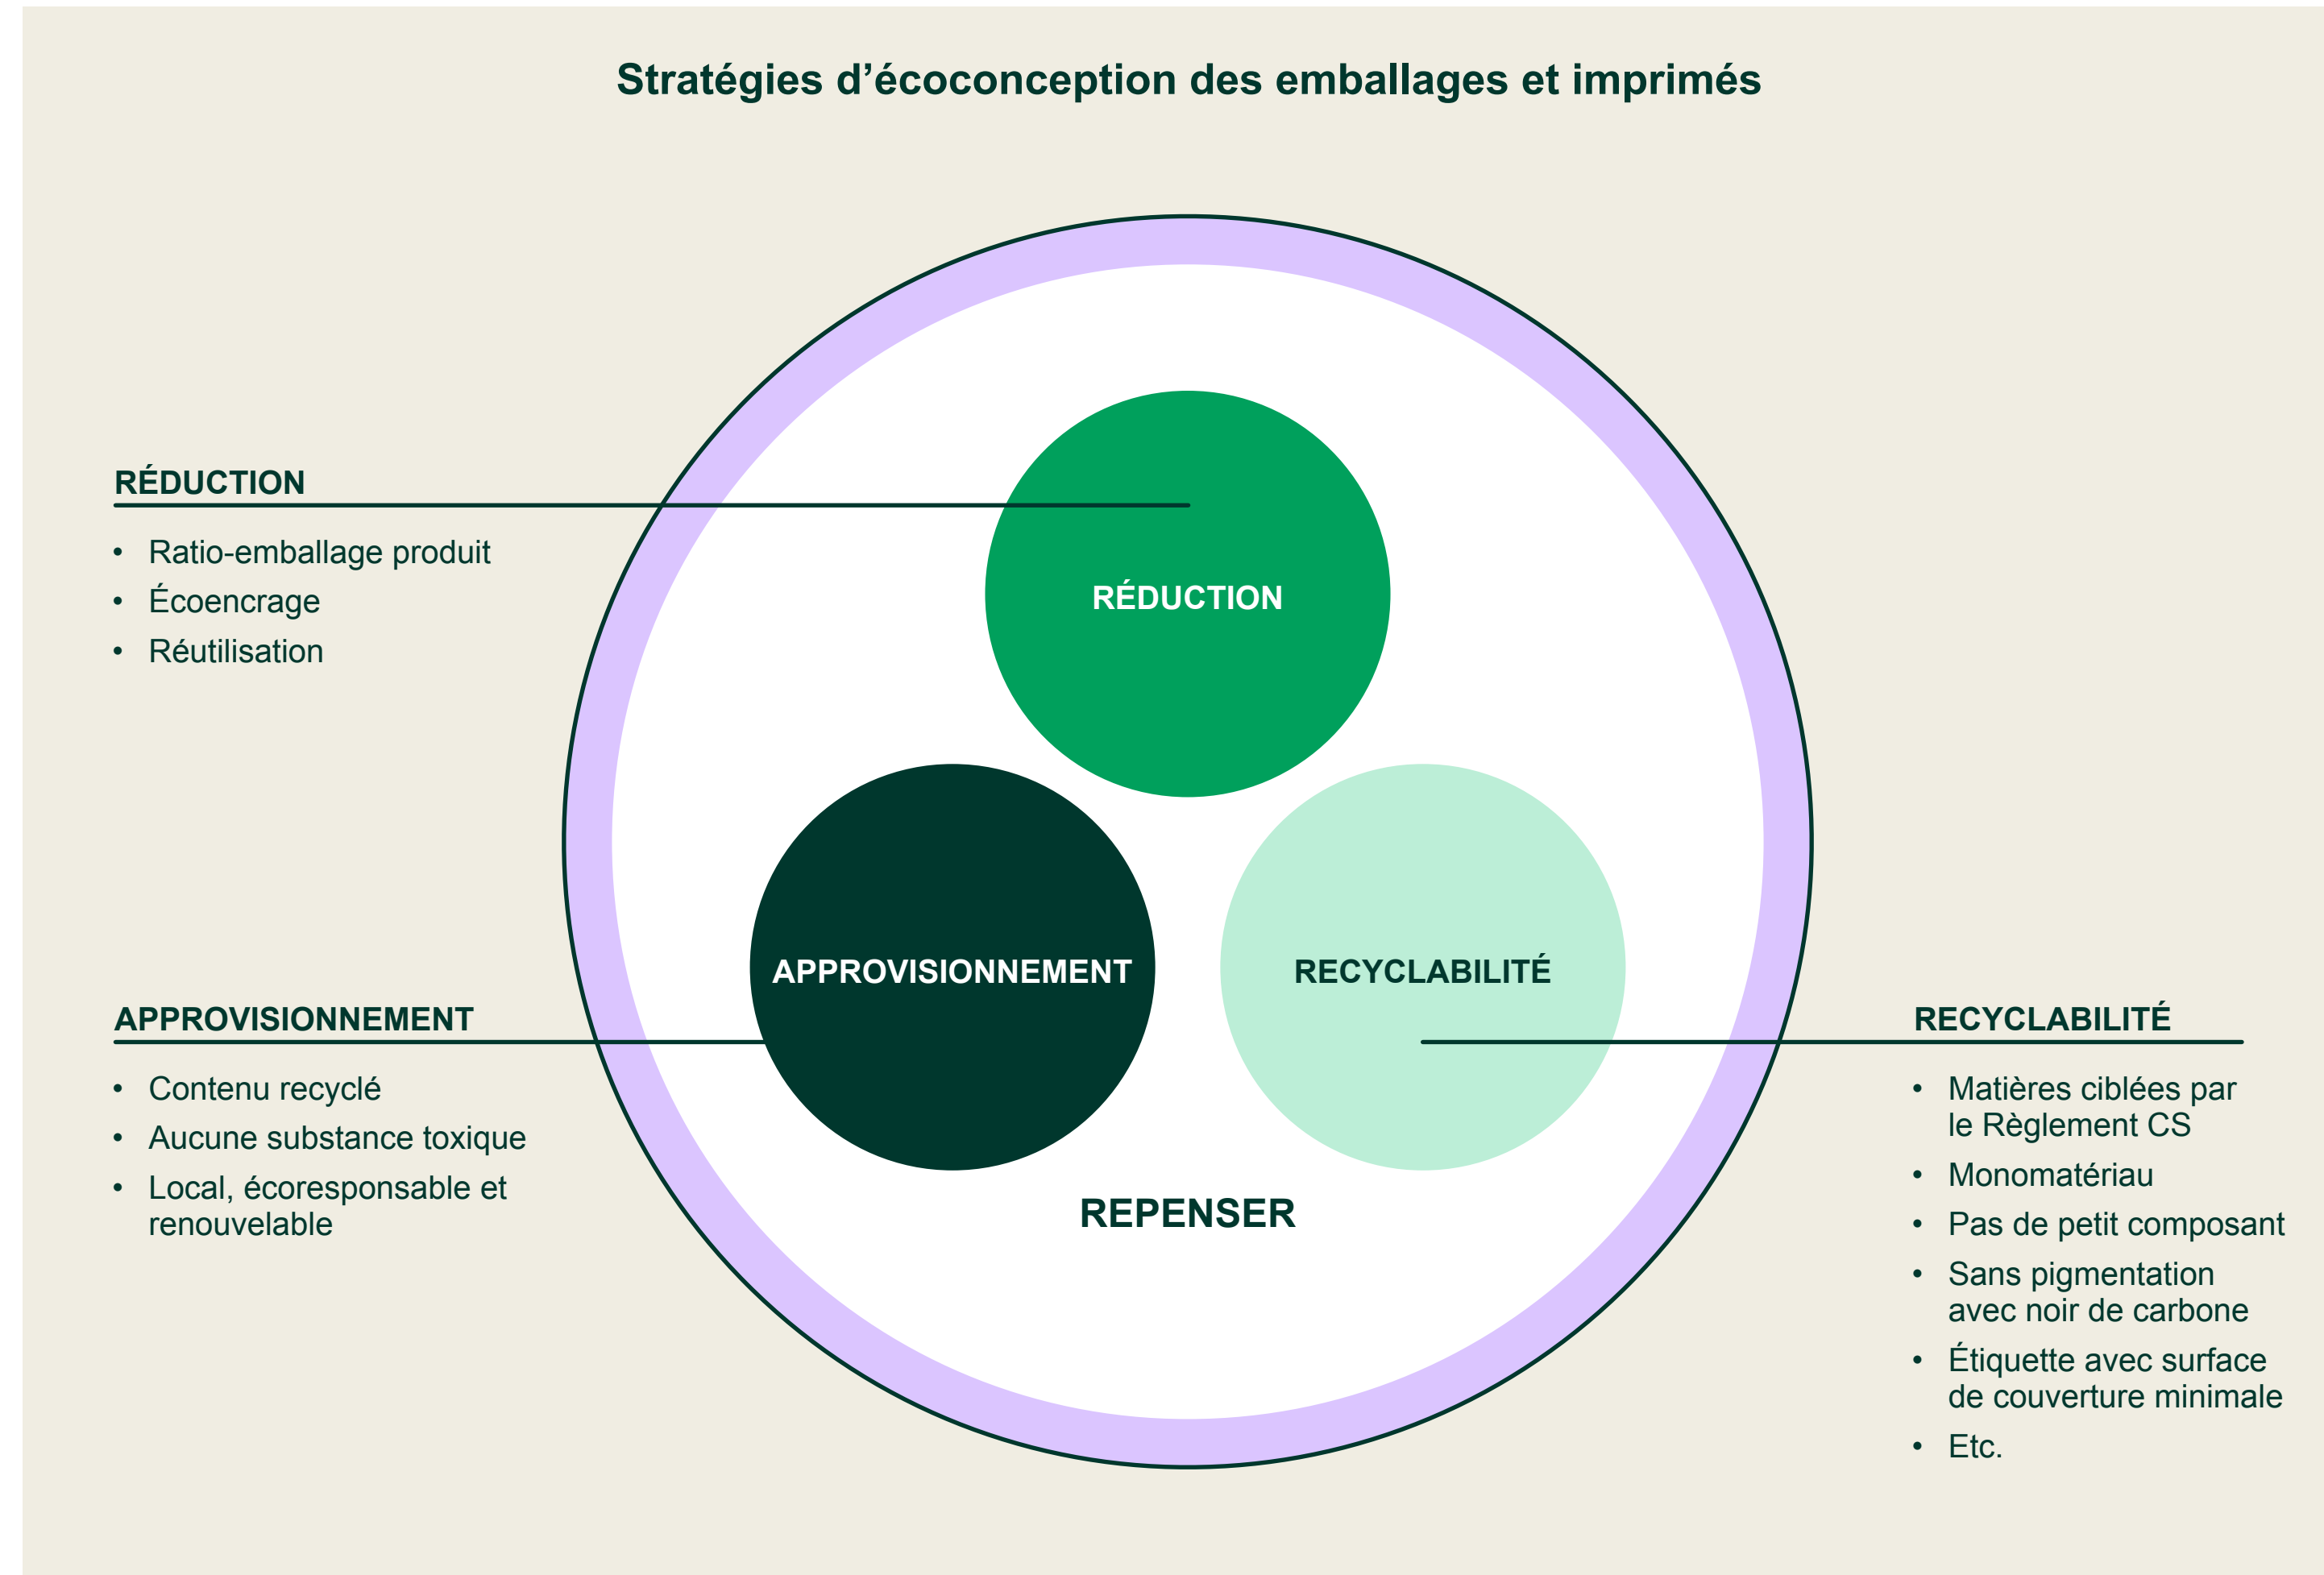 Stratégies d’écoconception des emballages et imprimés
RÉDUCTION
• Ratio-emballage produit
• Écoencrage
• Réutilisation
RÉDUCTION
APPROVISIONNEMENT
RECYCLABILITÉ
REPENSER
APPROVISIONNEMENT
• Contenu recyclé
• Aucune substance toxique
• Local, écoresponsable et
renouvelable
RECYCLABILITÉ
• Matières ciblées par
le Règlement CS
• Monomatériau
• Pas de petit composant
• Sans pigmentation
avec noir de carbone
• Étiquette avec surface
de couverture minimale
• Etc.